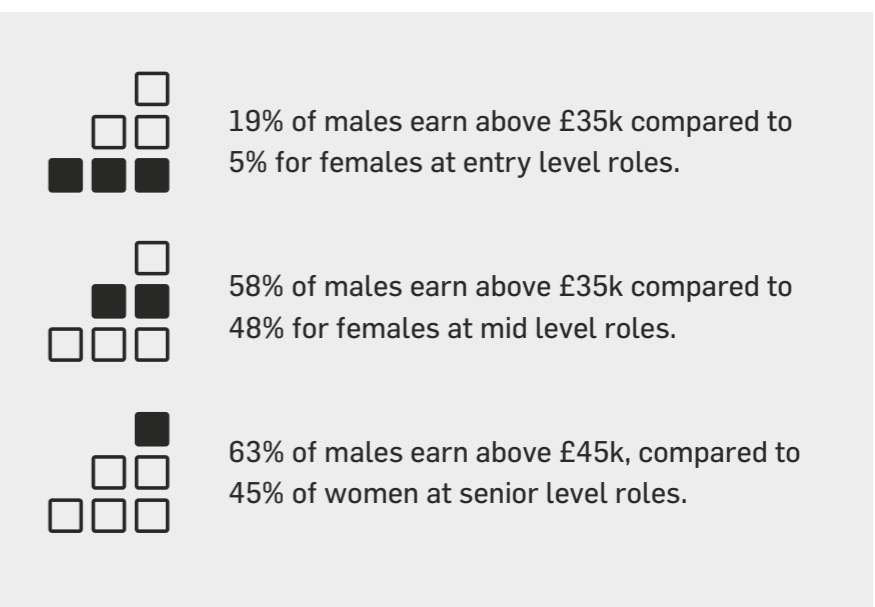 19% of males earn above £35k compared to
5% for females at entry level roles.
58% of males earn above £35k compared to
48% for females at mid level roles.
63% of males earn above £45k, compared to
45% of women at senior level roles.